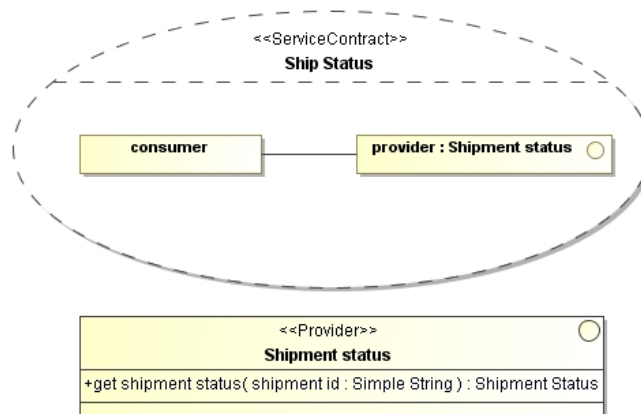 <<ServiceContract>>
Ship Status
consumer
provider : Shipment status
<<Provider>>
Shipment status
+get shipment status( shipment id : Simple String ) : Shipment Status